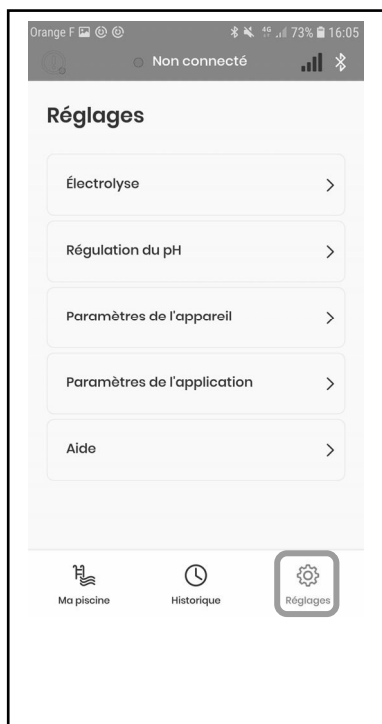 Orange F 4G 73% 16:05
Non connecté
Réglages
Électrolyse
Régulation du pH
Paramètres de l'appareil
Paramètres de l'application
Aide
Ma piscine Historique Réglages